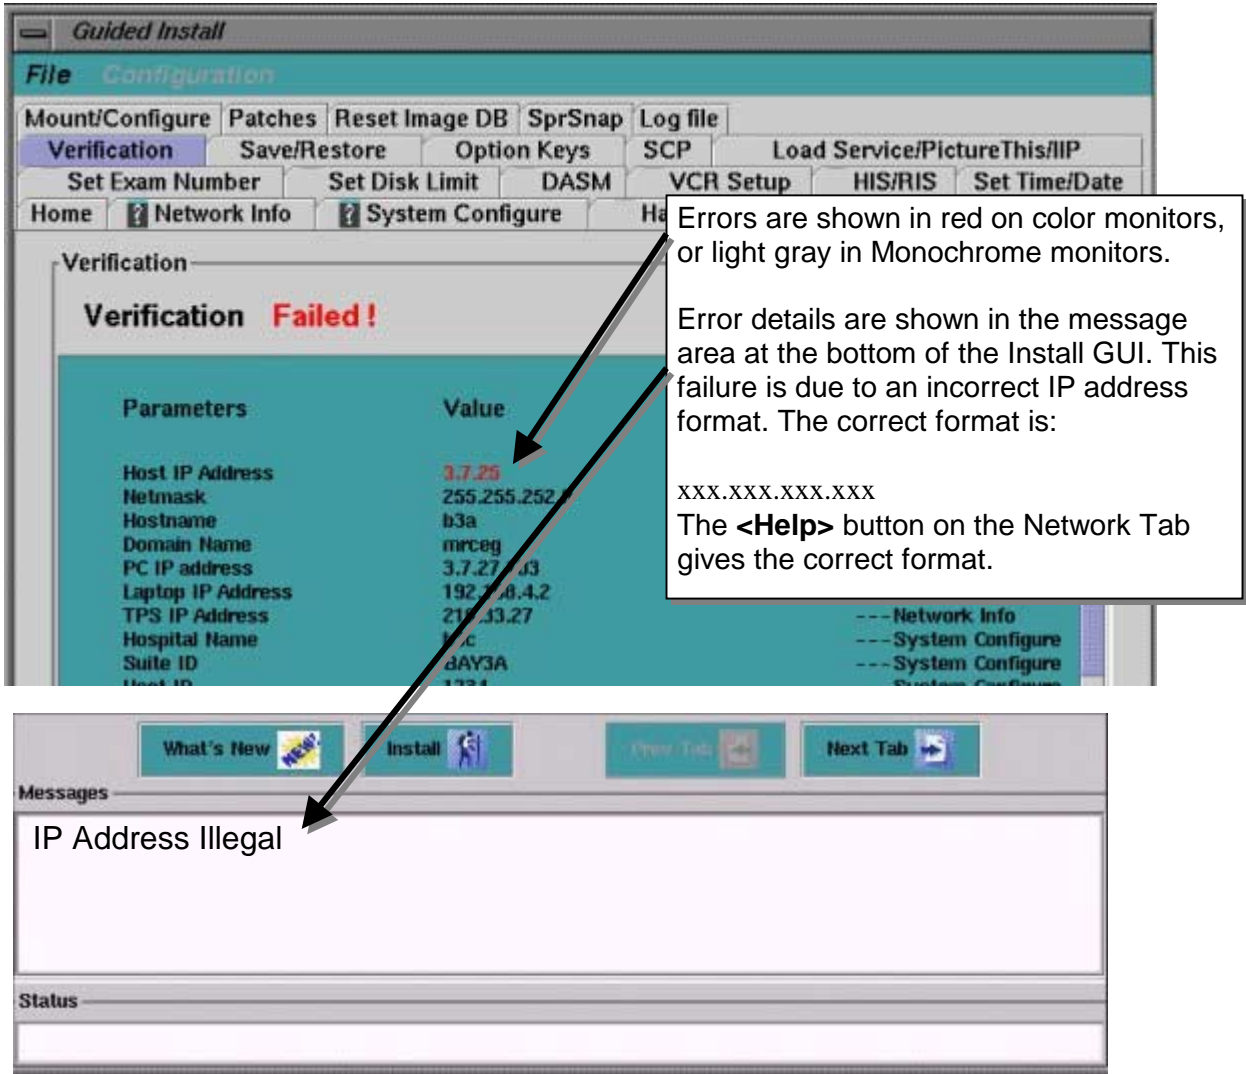 Guided Install
File Configuration
Mount/Configure Patches Reset Image DB SprSnap Log file
Verification Save/Restore Option Keys SCP Load Service/PictureThis/IIP
Set Exam Number Set Disk Limit DASM VCR Setup HIS/RIS Set Time/Date
Home ? Network Info ? System Configure
Errors are shown in red on color monitors,
or light gray in Monochrome monitors.
Error details are shown in the message
area at the bottom of the Install GUI. This
failure is due to an incorrect IP address
format. The correct format is:
xxx.xxx.xxx.xxx
The <Help> button on the Network Tab
gives the correct format.
Verification
Verification Failed !
Parameters Value
Host IP Address 3.7.25
Netmask
Hostname b3a
Domain Name mrceg
PC IP address
Laptop IP Address
TPS IP Address
---Network Info
Hospital Name
---System Configure
Suite ID BAY3A ---System Configure
What's New NEW! Install Prev Tab Next Tab
Messages
IP Address Illegal
Status